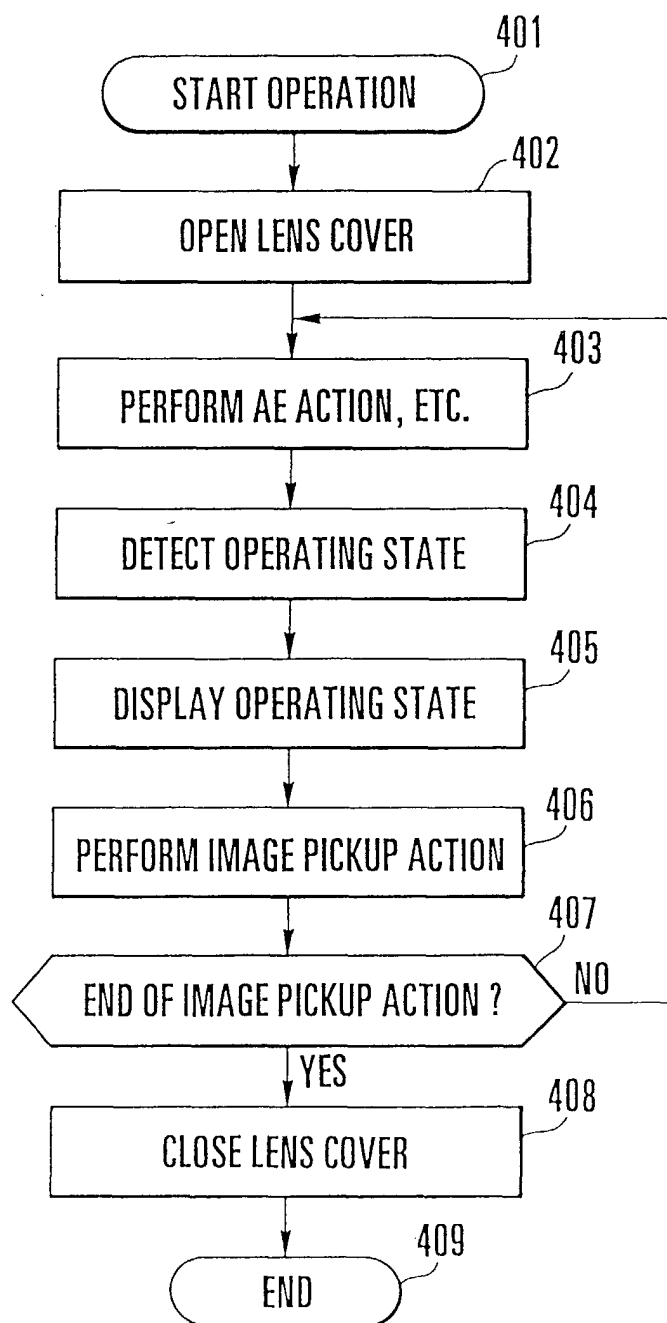 401
START OPERATION
402
OPEN LENS COVER
403
PERFORM AE ACTION, ETC.
404
DETECT OPERATING STATE
405
DISPLAY OPERATING STATE
406
PERFORM IMAGE PICKUP ACTION
407
END OF IMAGE PICKUP ACTION ?
NO
YES
408
CLOSE LENS COVER
409
END